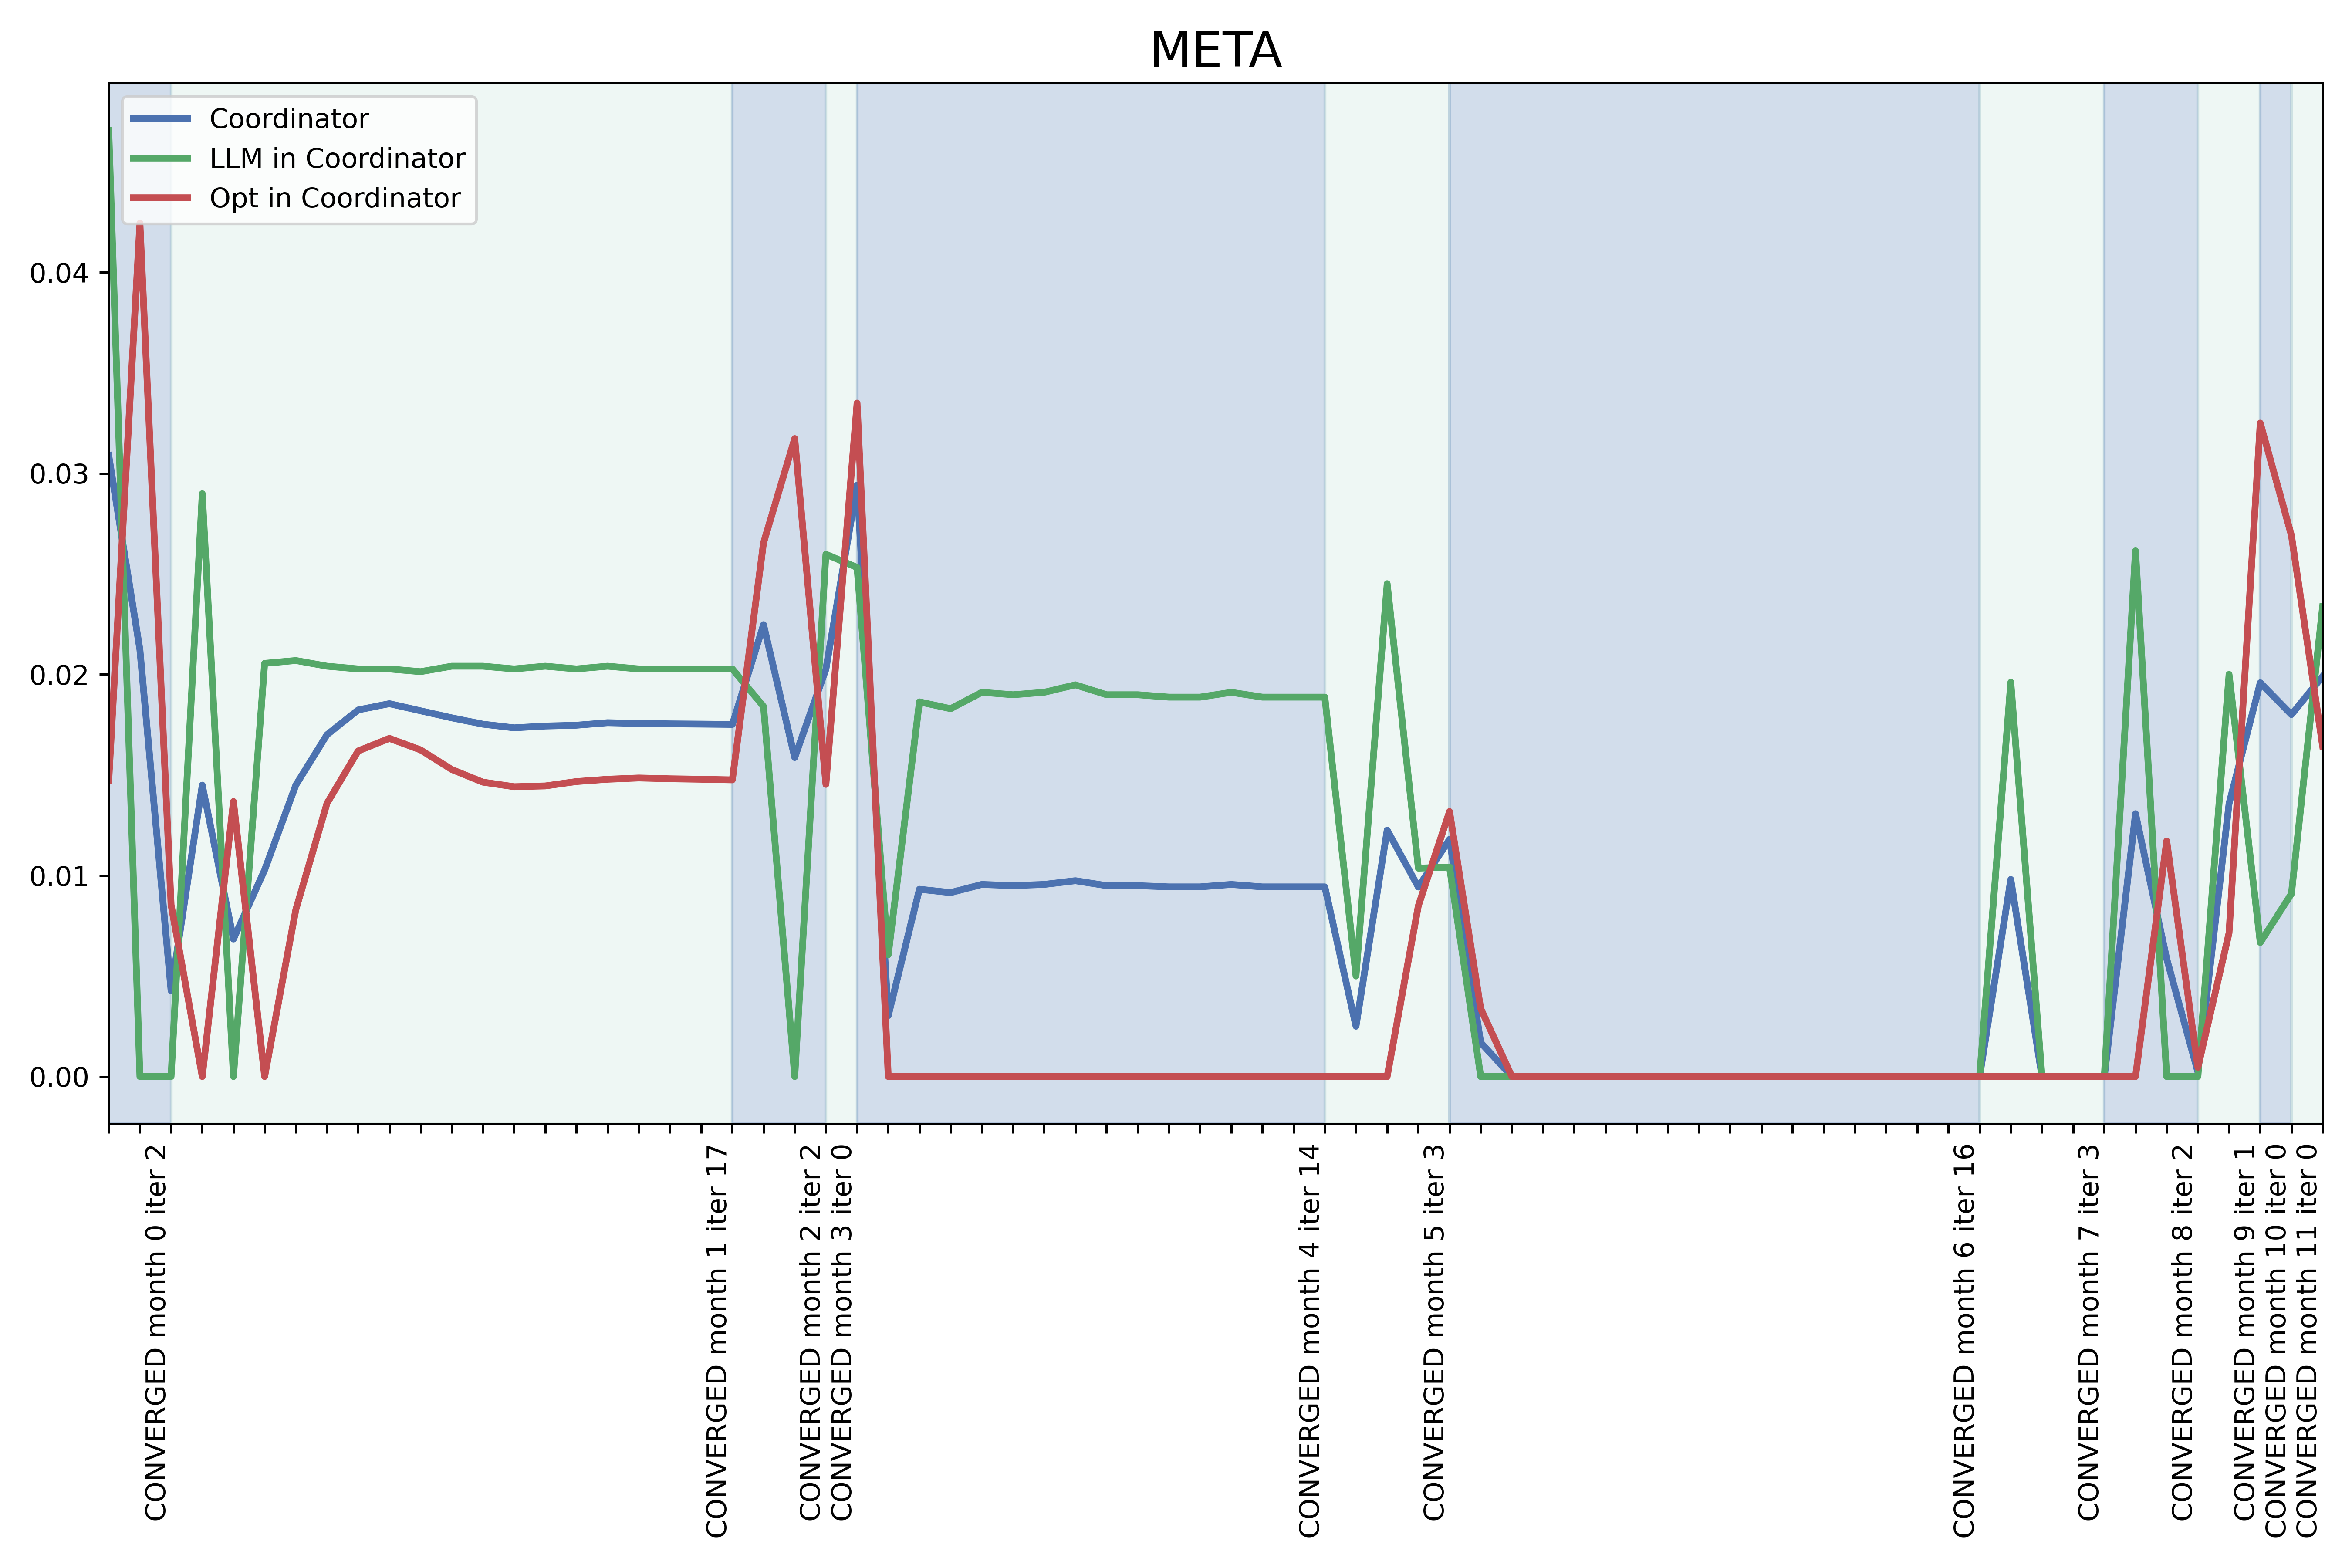 META
Coordinator
LLM in Coordinator
Opt in Coordinator
0.04
0.03
0.02
0.01
0.00
CONVERGED month 0 iter 2
CONVERGED month 1 iter 17
CONVERGED month 2 iter 2
CONVERGED month 3 iter 0
CONVERGED month 4 iter 14
CONVERGED month 5 iter 3
CONVERGED month 6 iter 16
CONVERGED month 7 iter 3
CONVERGED month 8 iter 2
CONVERGED month 9 iter 1
CONVERGED month 10 iter 0
CONVERGED month 11 iter 0